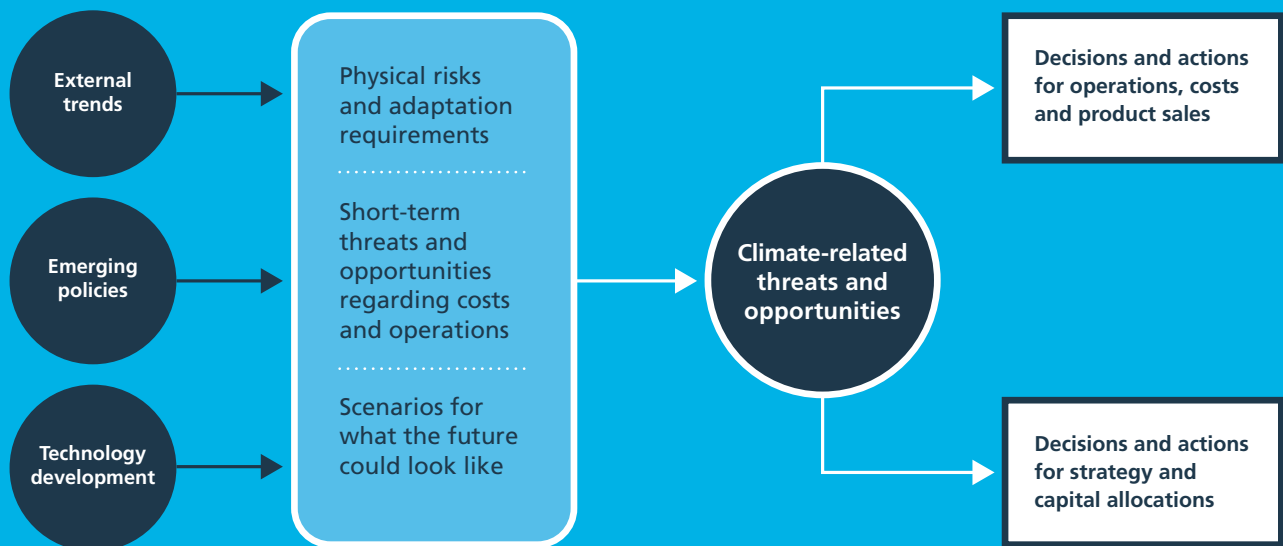 External
trends
Emerging
policies
Technology
development
Physical risks
and adaptation
requirements
Short-term
threats and
opportunities
regarding costs
and operations
Scenarios for
what the future
could look like
Climate-related
threats and
opportunities
Decisions and actions
for operations, costs
and product sales
Decisions and actions
for strategy and
capital allocations